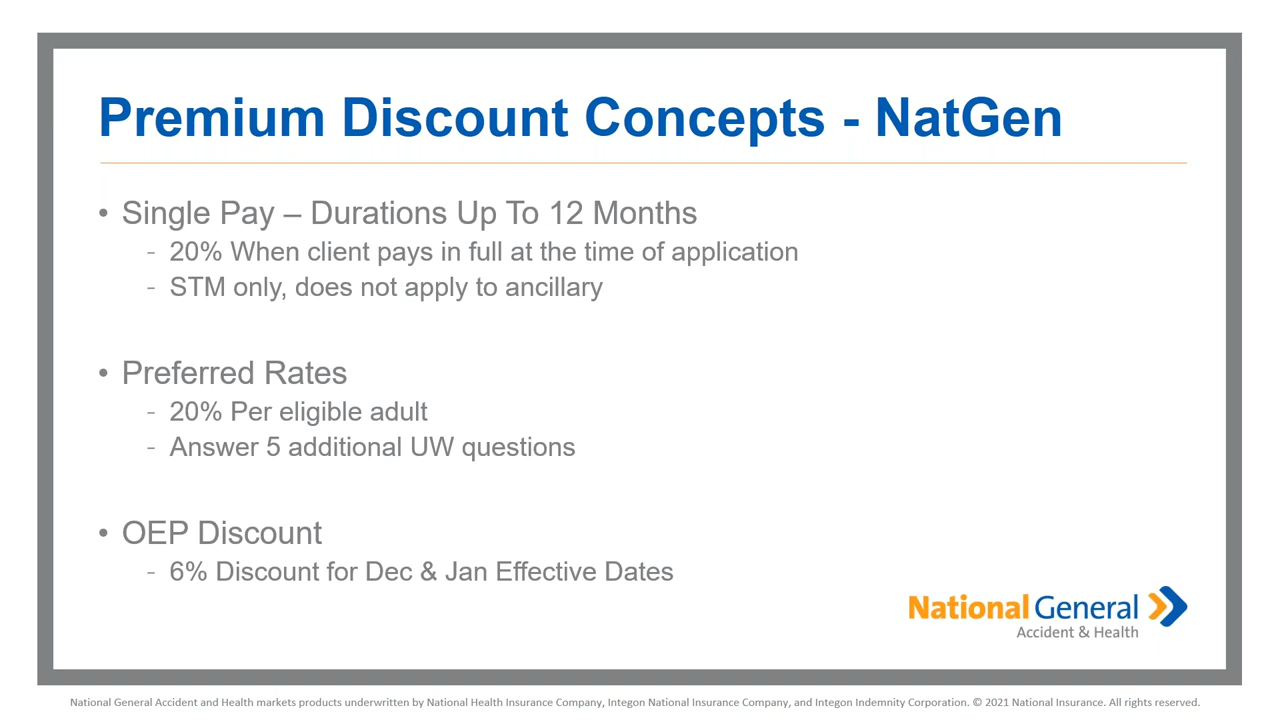 Premium Discount Concepts - NatGen
• Single Pay – Durations Up To 12 Months
- 20% When client pays in full at the time of application
- STM only, does not apply to ancillary
• Preferred Rates
- 20% Per eligible adult
- Answer 5 additional UW questions
• OEP Discount
- 6% Discount for Dec & Jan Effective Dates
National General
Accident & Health
National General Accident and Health markets products underwritten by National Health Insurance Company, Integon National Insurance Company, and Integon Indemnity Corporation. © 2021 National Insurance. All rights reserved.